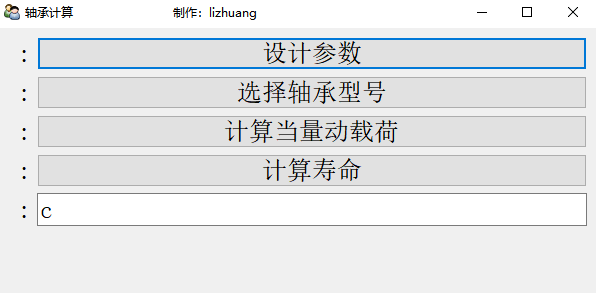 轴承计算 制作：lizhuang
: 设计参数
: 选择轴承型号
: 计算当量动载荷
: 计算寿命
: c